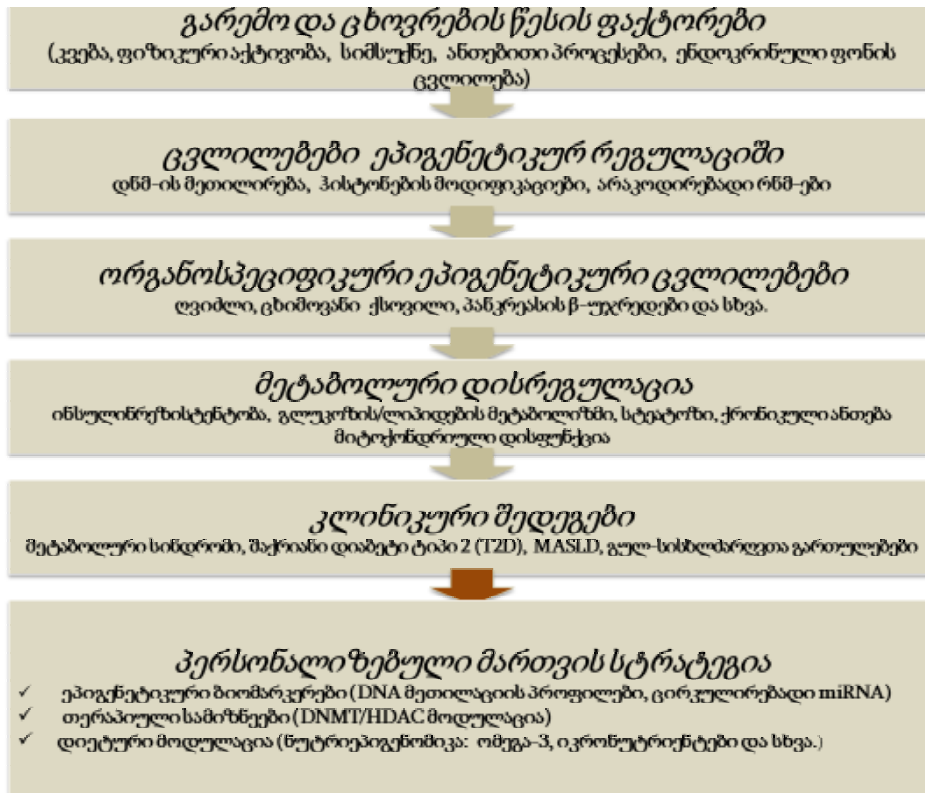 გარემო და ცხოვრების წესის ფაქტორები
(კვება, ფიზიკური აქტივობა, სიმსუქნე, ანთებითი პროცესები, ენდოკრინული ფონის
ცვლილება)
ცვლილებები ეპიგენეტიკურ რეგულაციაში
დნმ-ის მეთილირება, ჰისტონების მოდიფიკაციები, არაკოდირებადი რნმ-ები
ორგანოსპეციფიკური ეპიგენეტიკური ცვლილებები
ღვიძლი, ცხიმოვანი ქსოვილი, პანკრეასის β-უჯრედები და სხვა.
მეტაბოლური დისრეგულაცია
ინსულინრეზისტენტობა, გლუკოზის/ლიპიდების მეტაბოლიზმი, სტეატოზი, ქრონიკული ანთება
მიტოქონდრიული დისფუნქცია
კლინიკური შედეგები
მეტაბოლური სინდრომი, შაქრიანი დიაბეტი ტიპი 2 (T2D), MASLD, გულ-სისხლძარღვთა გართულებები
პერსონალიზებული მართვის სტრატეგია
✓ ეპიგენეტიკური ბიომარკერები (DNA მეთილაციის პროფილები, ცირკულირებადი miRNA)
✓ თერაპიული სამიზნეები (DNMT/HDAC მოდულაცია)
✓ დიეტური მოდულაცია (ნუტრიეპიგენომიკა: ომეგა-3, იკრონუტრიენტები და სხვა.)